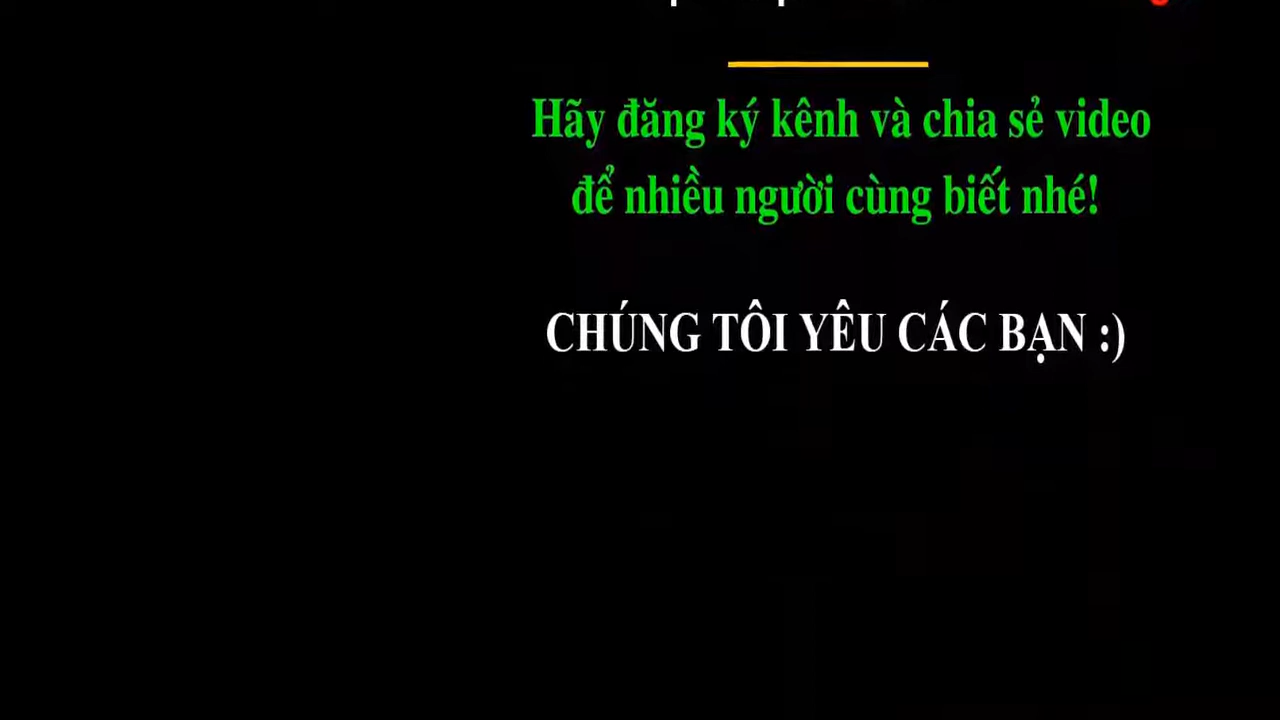 Hãy đăng ký kênh và chia sẻ video
để nhiều người cùng biết nhé!
CHÚNG TÔI YÊU CÁC BẠN :)